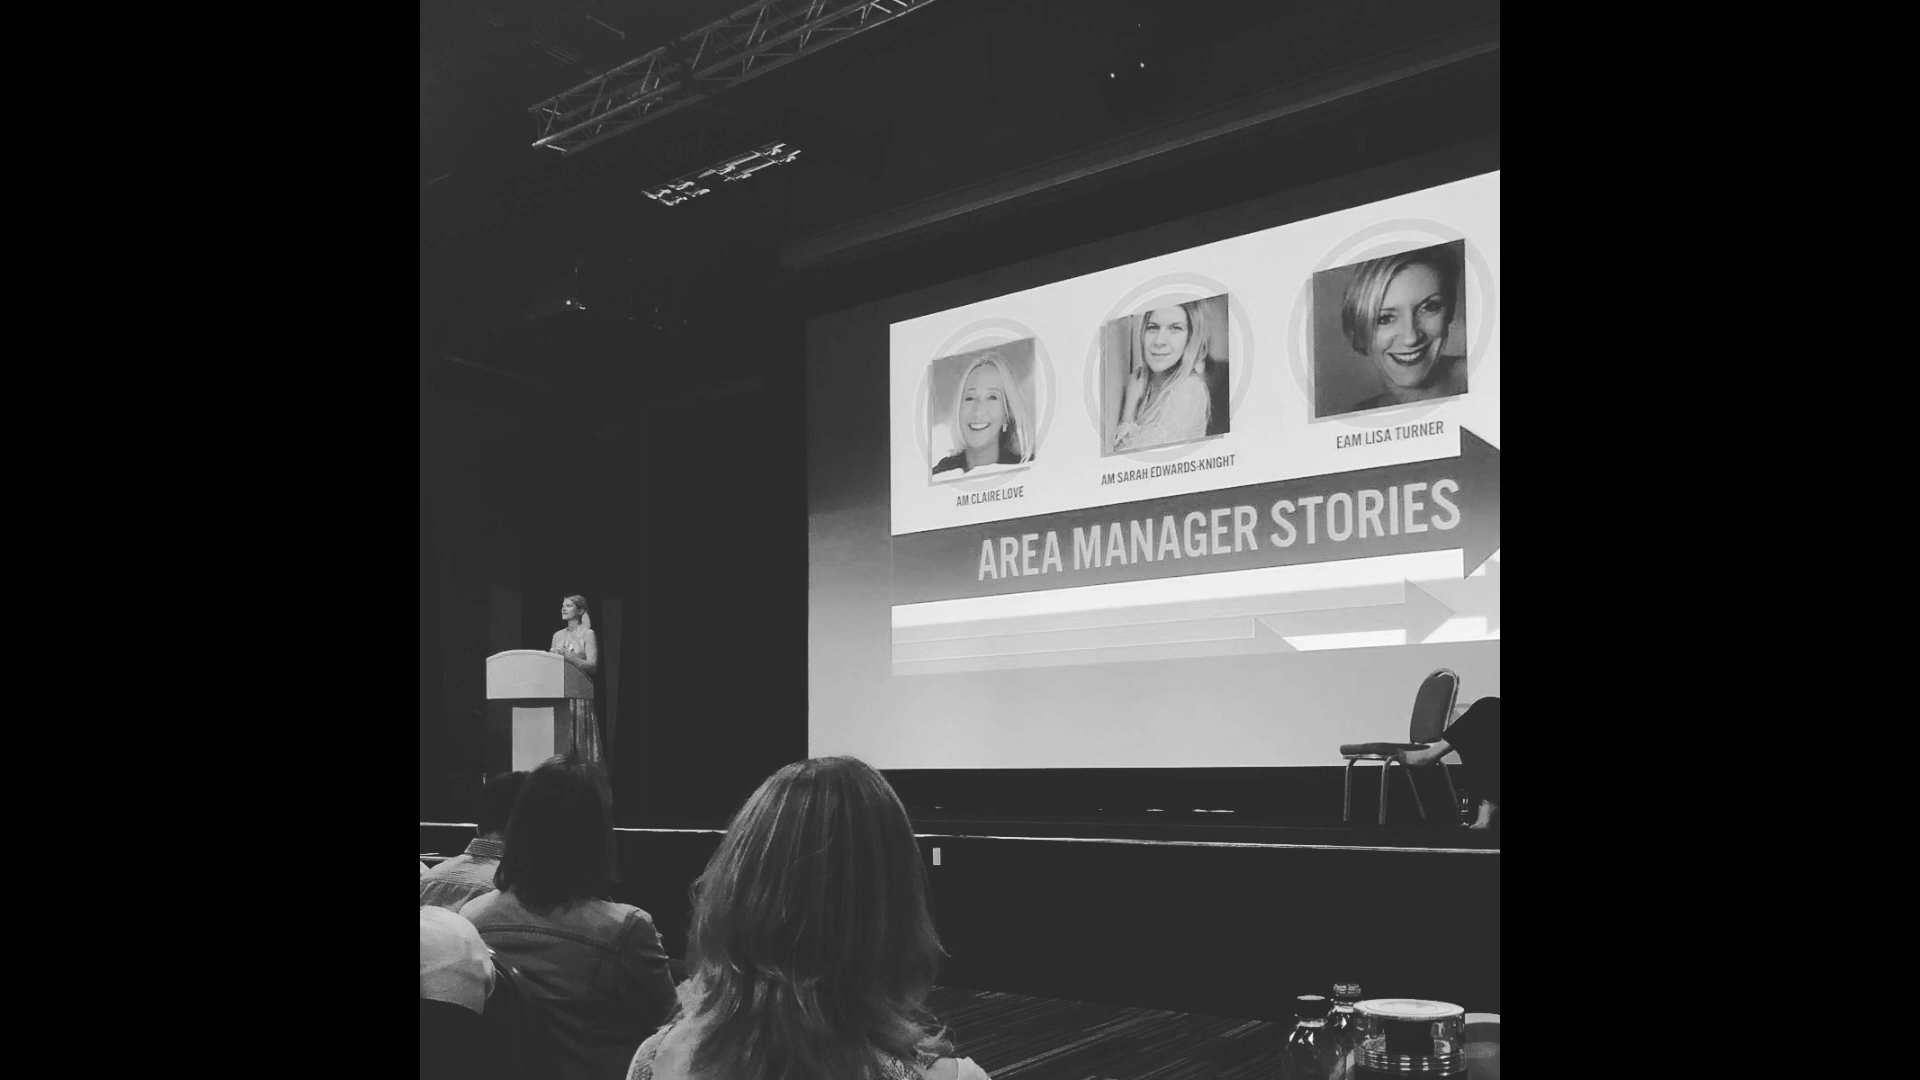 AM CLAIRE LOVE
AM SARAH EDWARDS-KNIGHT
EAM LISA TURNER
AREA MANAGER STORIES